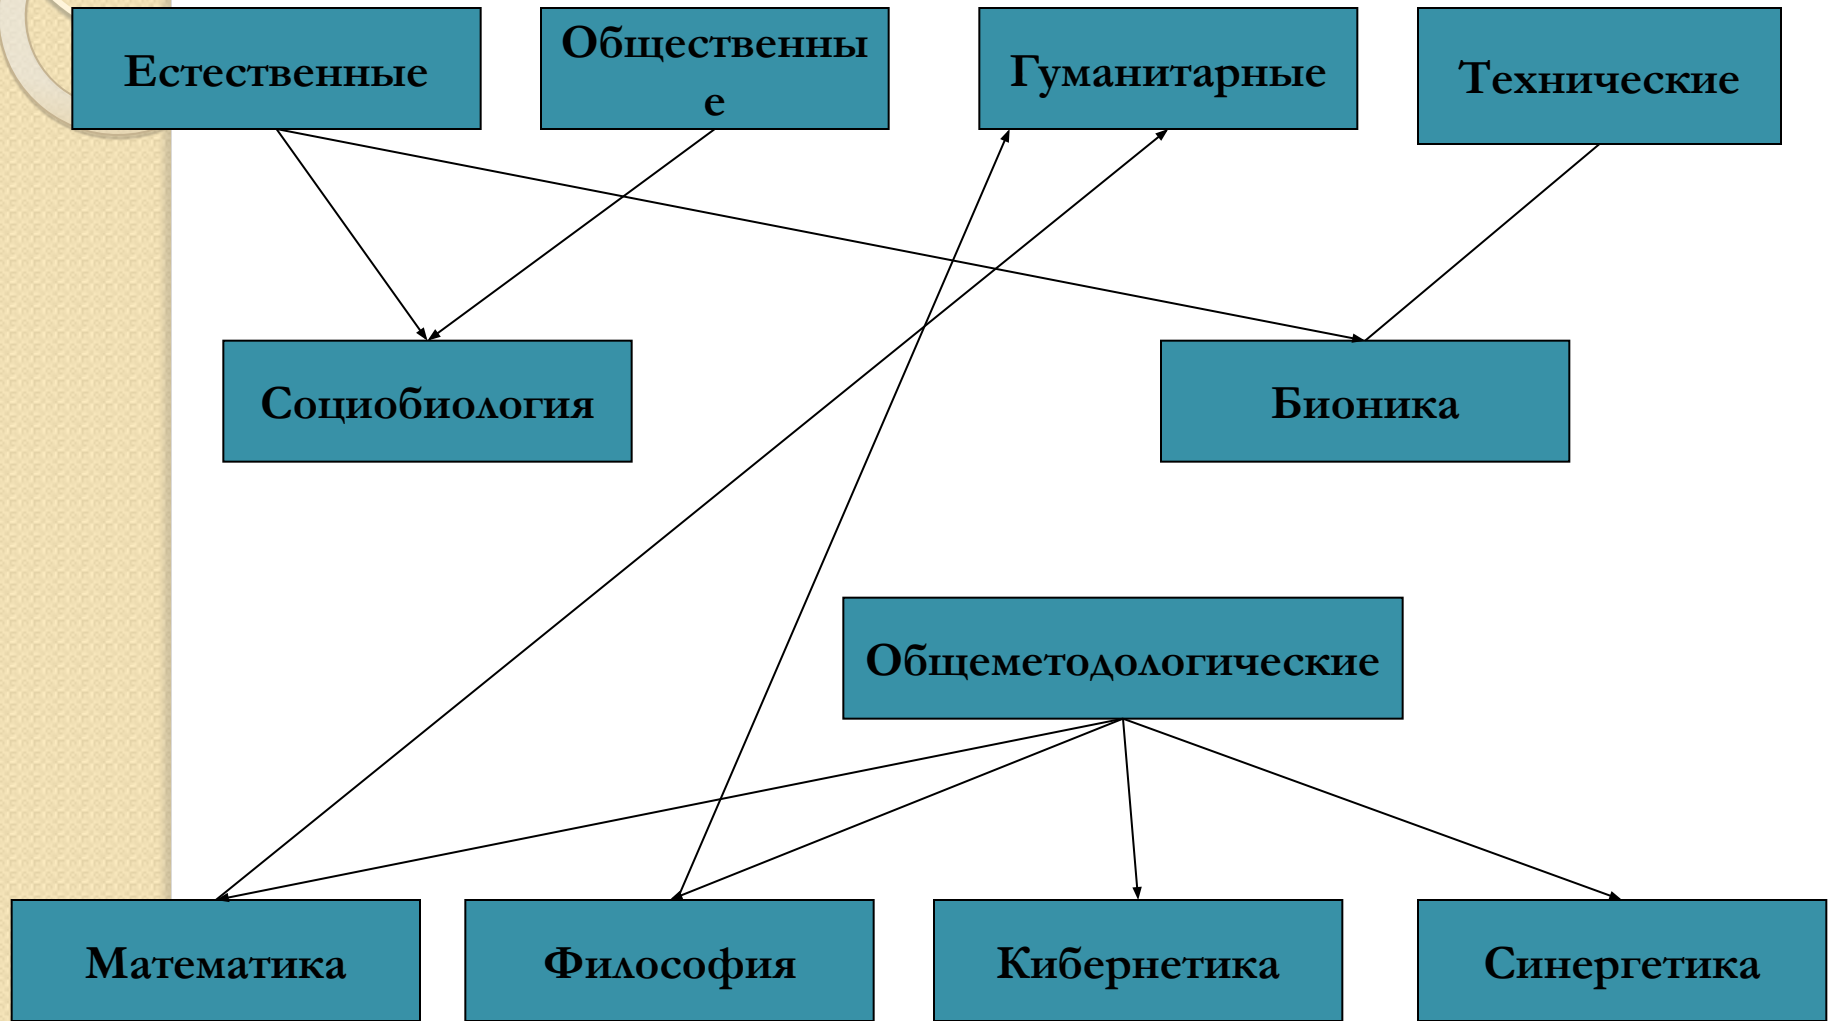 Естественные
Общественны
е
Гуманитарные
Технические
Социобиология
Бионика
Общеметодологические
Математика
Философия
Кибернетика
Синергетика